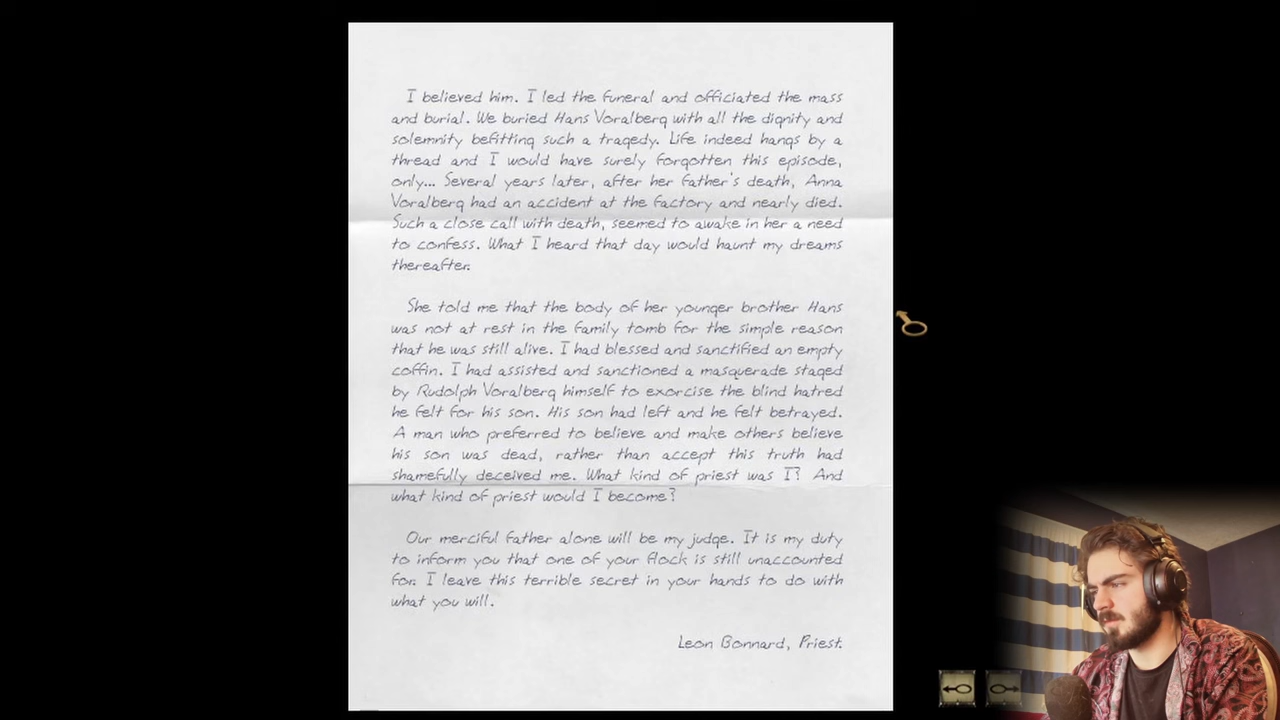 I believed him. I led the funeral and officiated the mass
and burial. We buried Hans Voralberg with all the dignity and
solemnity befitting such a tragedy. Life indeed hangs by a
thread and I would have surely forgotten this episode,
only... Several years later, after her father's death, Anna
Voralberg had an accident at the factory and nearly died.
Such a close call with death, seemed to awake in her a need
to confess. What I heard that day would haunt my dreams
thereafter.
She told me that the body of her younger brother Hans
was not at rest in the family tomb for the simple reason
that he was still alive. I had blessed and sanctified an empty
coffin. I had assisted and sanctioned a masquerade staged
by Rudolph Voralberg himself to exorcise the blind hatred
he felt for his son. His son had left and he felt betrayed.
A man who preferred to believe and make others believe
his son was dead, rather than accept this truth had
shamefully deceived me. What kind of priest was I? And
what kind of priest would I become?
Our merciful Father alone will be my judge. It is my duty
to inform you that one of your flock is still unaccounted
for. I leave this terrible secret in your hands to do with
what you will.
Leon Bonnard, Priest.